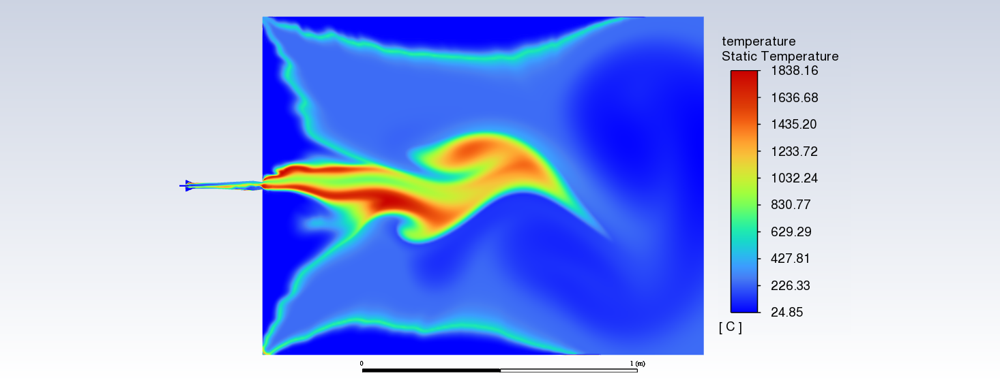 temperature
Static Temperature
1838.16
1636.68
1435.20
1233.72
1032.24
830.77
629.29
427.81
226.33
24.85
[ C ]
0
1 (m)